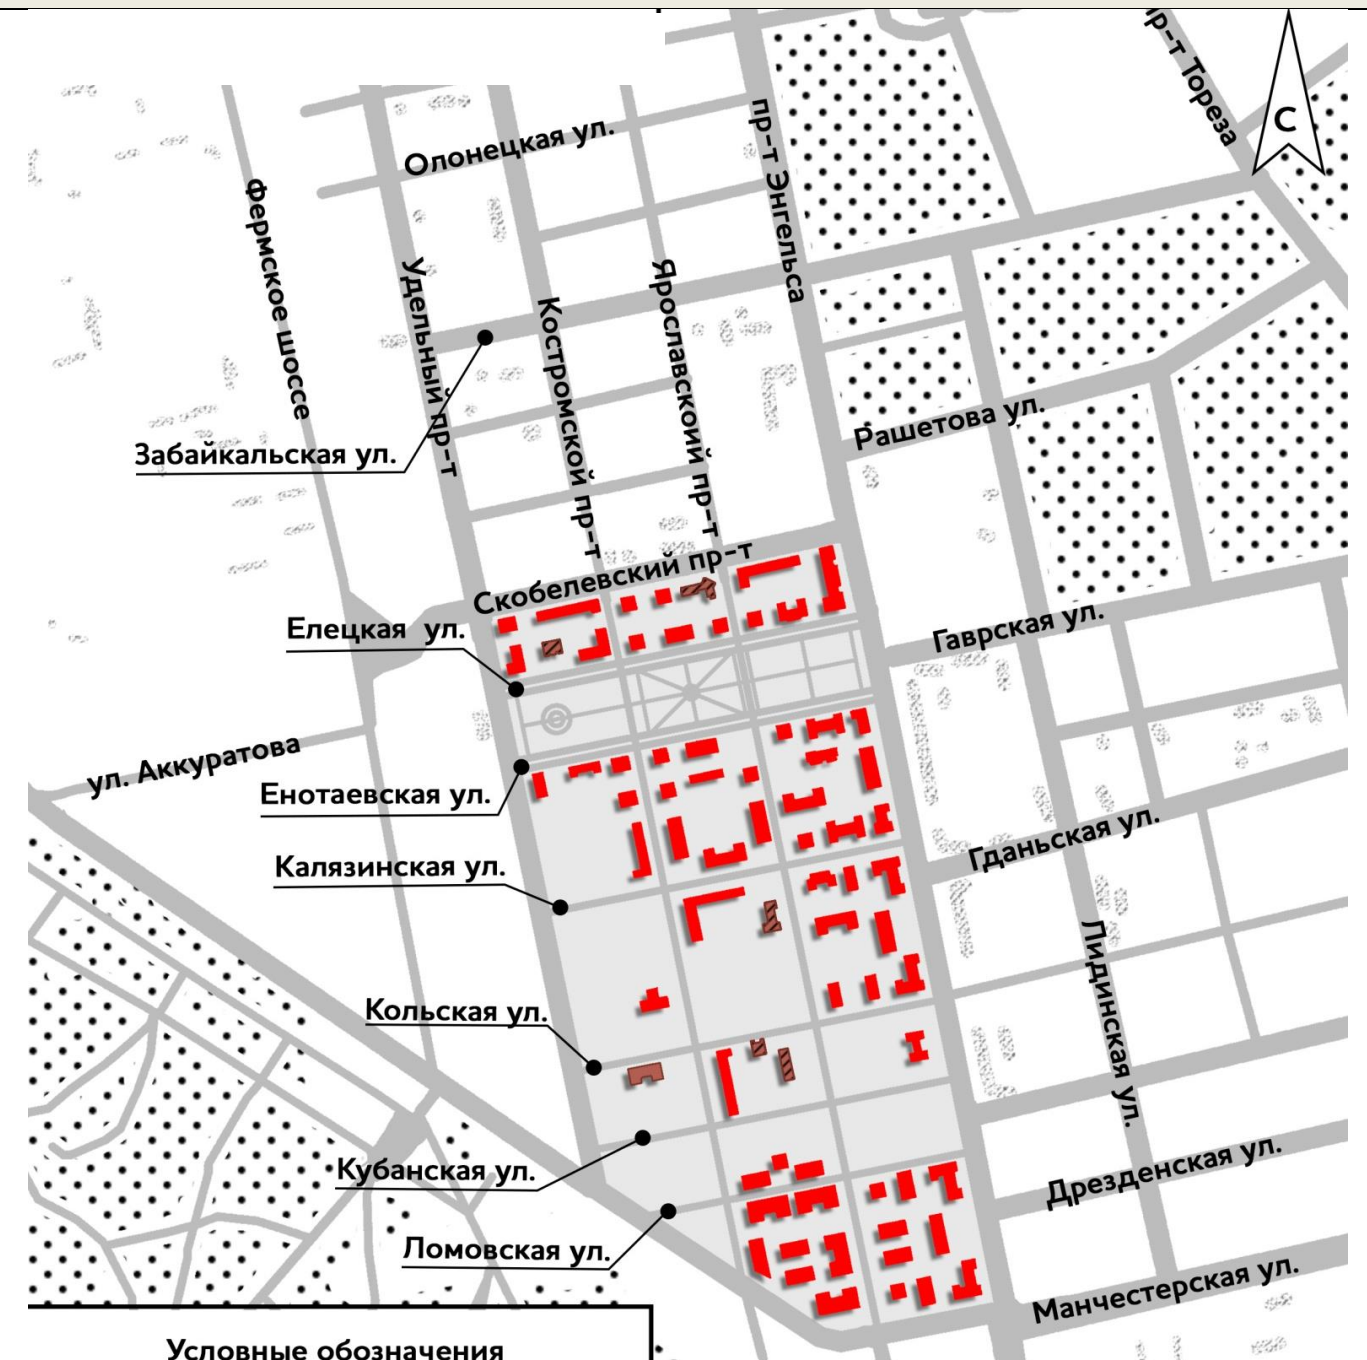 пр-т Тореза
С
Олонецкая ул.
пр-т Энгельса
Фермское шоссе
Удельный пр-т
Костромской пр-т
Ярославскоий пр-т
Забайкальская ул.
Рашетова ул.
Скобелевский пр-т
Елецкая ул.
Гаврская ул.
ул. Аккуратова
Енотаевская ул.
Калязинская ул.
Гданьская ул.
Лидинская ул.
Кольская ул.
Кубанская ул.
Дрезденская ул.
Ломовская ул.
Манчестерская ул.
Условные обозначения